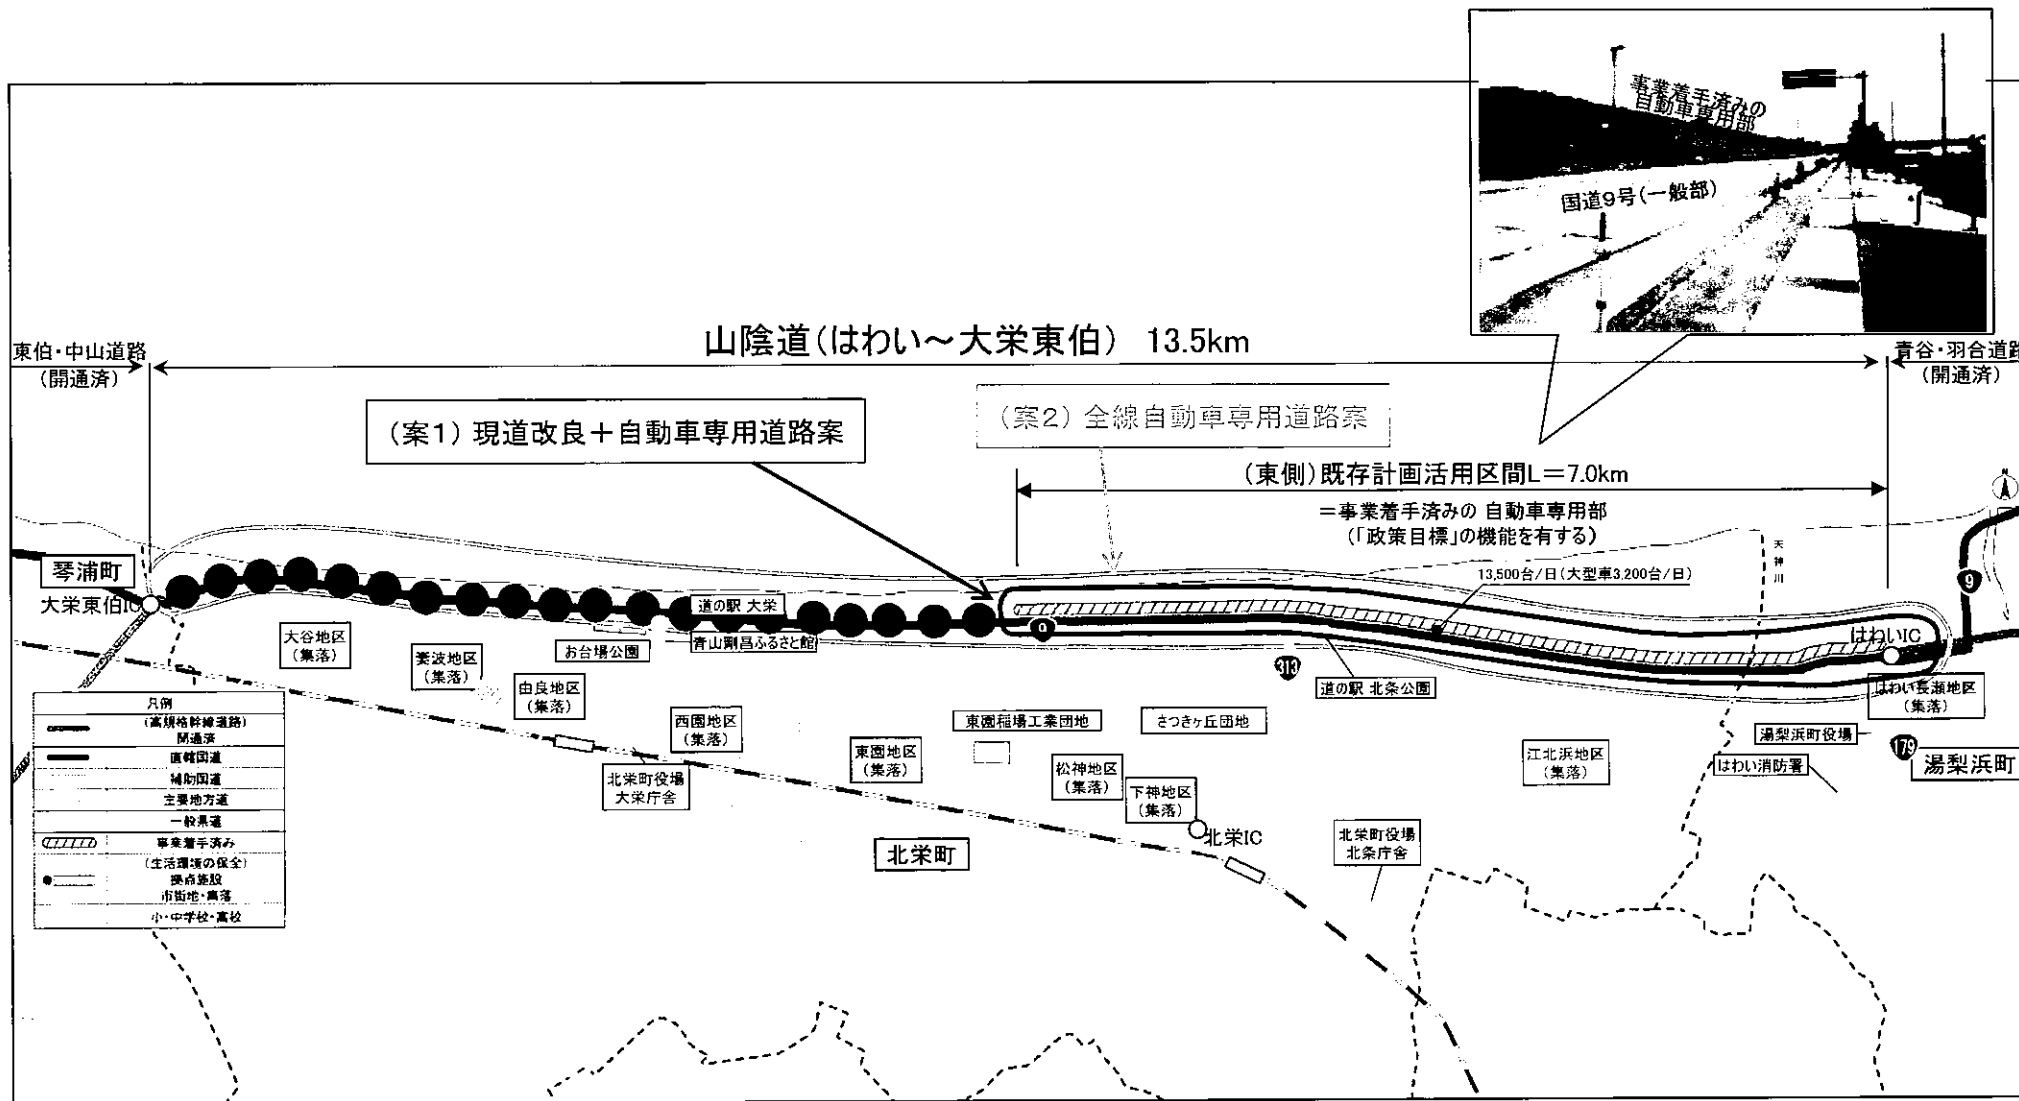 事業着手済みの
自動車専用部
国道9号(一般部)
山陰道(はわい～大栄東伯) 13.5km
東伯・中山道路
(開通済)
青谷・羽合道路
(開通済)
(案1) 現道改良＋自動車専用道路案
(案2) 全線自動車専用道路案
(東側)既存計画活用区間L＝7.0km
＝事業着手済みの 自動車専用部
(「政策目標」の機能を有する)
13,500台/日(大型車3,200台/日)
天神川
N
9
琴浦町
大栄東伯IC
道の駅 大栄
青山剛昌ふるさと館
お台場公園
9
313
道の駅 北条公園
はわいIC
大谷地区
(集落)
妻波地区
(集落)
由良地区
(集落)
西園地区
(集落)
東園地区
(集落)
東園稲場工業団地
さつきヶ丘団地
松神地区
(集落)
下神地区
(集落)
江北浜地区
(集落)
はわい長瀬地区
(集落)
湯梨浜町役場
はわい消防署
179
湯梨浜町
北栄町役場
大栄庁舎
北栄町
北栄IC
北栄町役場
北条庁舎
凡例
(高規格幹線道路)
開通済
直轄国道
補助国道
主要地方道
一般県道
事業着手済み
(生活環境の保全)
拠点施設
市街地・集落
小・中学校・高校